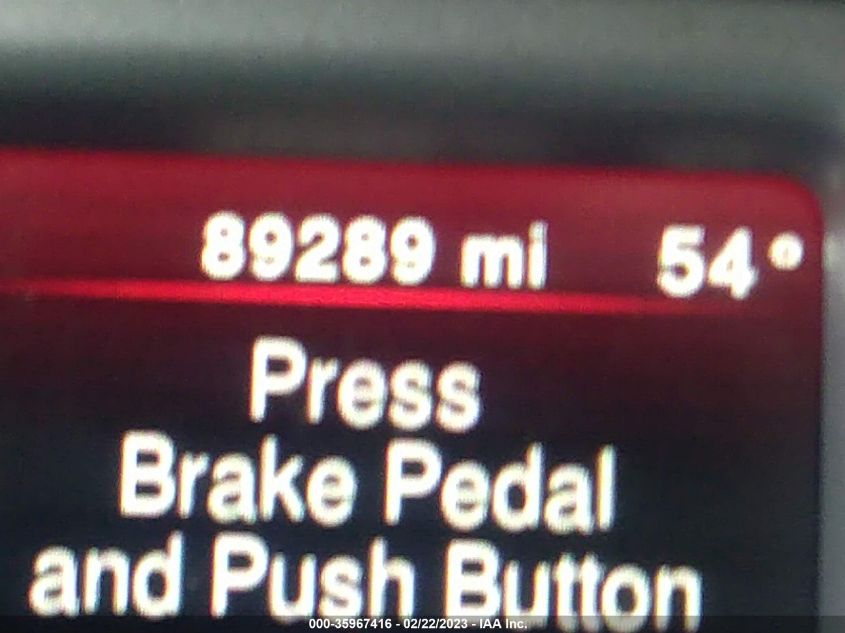 89289 mi 54°
Press
Brake Pedal
and Push Button
000-35967416 - 02/22/2023 - IAA Inc.